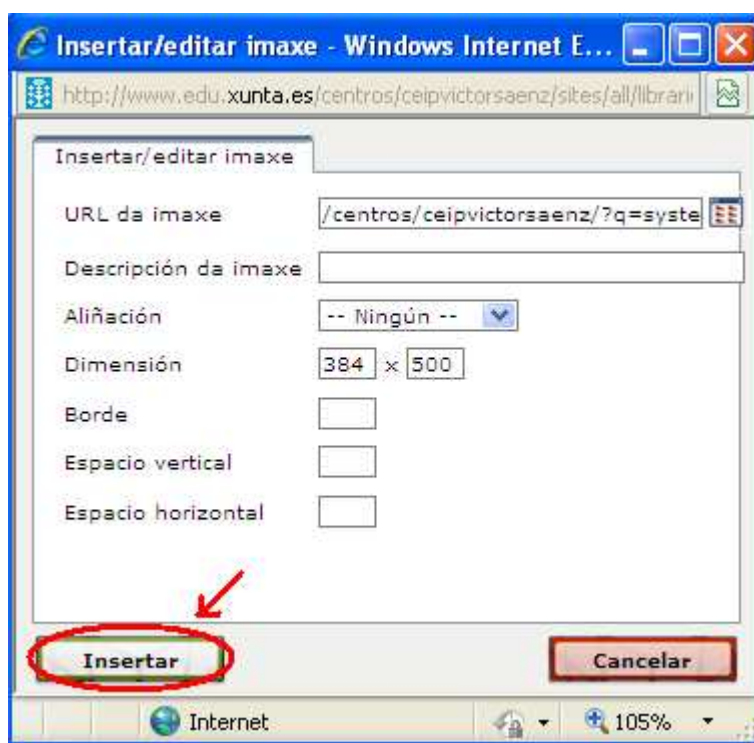 Insertar/editar imaxe - Windows Internet E...
http://www.edu.xunta.es/centros/ceipvictorsaenz/sites/all/librari
Insertar/editar imaxe
URL da imaxe /centros/ceipvictorsaenz/?q=syste
Descripción da imaxe
Aliñación -- Ningún --
Dimensión 384 x 500
Borde
Espacio vertical
Espacio horizontal
Insertar Cancelar
Internet 105%